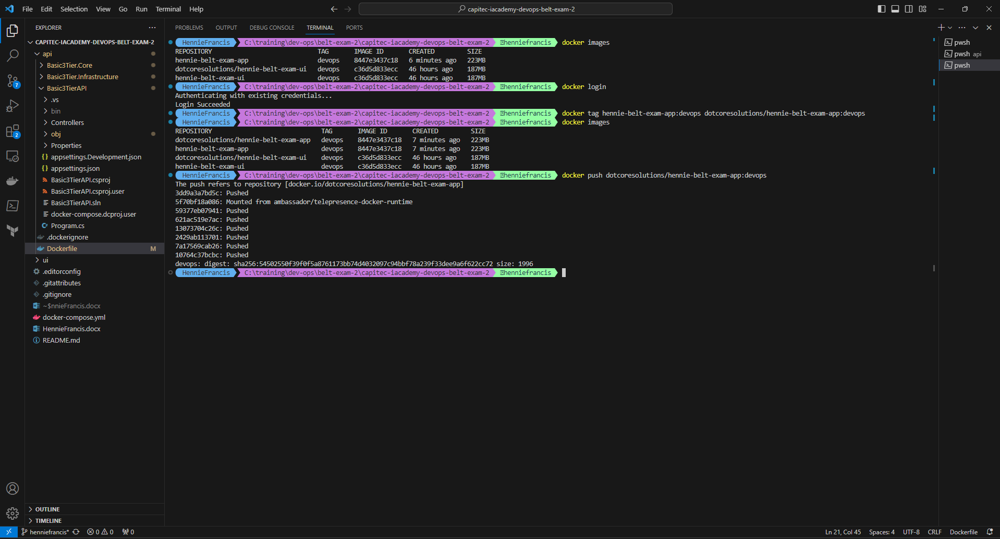 File Edit Selection View Go Run Terminal Help
capitec-iacademy-devops-belt-exam-2
EXPLORER
CAPITEC-IACADEMY-DEVOPS-BELT-EXAM-2
api
Basic3Tier.Core
Basic3Tier.Infrastructure
Basic3TierAPI
.vs
bin
Controllers
obj
Properties
{} appsettings.Development.json
{} appsettings.json
Basic3TierAPI.csproj
Basic3TierAPI.csproj.user
Basic3TierAPI.sln
docker-compose.dcproj.user
Program.cs
.dockerignore
Dockerfile M
ui
.editorconfig
.gitattributes
.gitignore
~$nnieFrancis.docx
docker-compose.yml
HennieFrancis.docx
README.md
OUTLINE
TIMELINE
7
2
PROBLEMS OUTPUT DEBUG CONSOLE TERMINAL PORTS
HennieFrancis C:\training\dev-ops\belt-exam-2\capitec-iacademy-devops-belt-exam-2 henniefrancis docker images
REPOSITORY TAG IMAGE ID CREATED SIZE
hennie-belt-exam-app devops 8447e3437c18 6 minutes ago 223MB
dotcoresolutions/hennie-belt-exam-ui devops c36d5d833ecc 46 hours ago 187MB
hennie-belt-exam-ui devops c36d5d833ecc 46 hours ago 187MB
HennieFrancis C:\training\dev-ops\belt-exam-2\capitec-iacademy-devops-belt-exam-2 henniefrancis docker login
Authenticating with existing credentials...
Login Succeeded
HennieFrancis C:\training\dev-ops\belt-exam-2\capitec-iacademy-devops-belt-exam-2 henniefrancis docker tag hennie-belt-exam-app:devops dotcoresolutions/hennie-belt-exam-app:devops
HennieFrancis C:\training\dev-ops\belt-exam-2\capitec-iacademy-devops-belt-exam-2 henniefrancis docker images
REPOSITORY TAG IMAGE ID CREATED SIZE
dotcoresolutions/hennie-belt-exam-app devops 8447e3437c18 7 minutes ago 223MB
hennie-belt-exam-app devops 8447e3437c18 7 minutes ago 223MB
dotcoresolutions/hennie-belt-exam-ui devops c36d5d833ecc 46 hours ago 187MB
hennie-belt-exam-ui devops c36d5d833ecc 46 hours ago 187MB
HennieFrancis C:\training\dev-ops\belt-exam-2\capitec-iacademy-devops-belt-exam-2 henniefrancis docker push dotcoresolutions/hennie-belt-exam-app:devops
The push refers to repository [docker.io/dotcoresolutions/hennie-belt-exam-app]
3dd9a3a7bd5c: Pushed
5f70bf18a086: Mounted from ambassador/telepresence-docker-runtime
59377eb07941: Pushed
621ac519e7ac: Pushed
13073704c26c: Pushed
2429ab113701: Pushed
7a17569cab26: Pushed
10764c37bcbc: Pushed
devops: digest: sha256:54502550f39f0f5a8761173bb74d4032097c94bbf78a239f33dee9a6f622cc72 size: 1996
HennieFrancis C:\training\dev-ops\belt-exam-2\capitec-iacademy-devops-belt-exam-2 henniefrancis
pwsh
pwsh api
pwsh
henniefrancis* 0 0 0
Ln 21, Col 45 Spaces: 4 UTF-8 CRLF Dockerfile